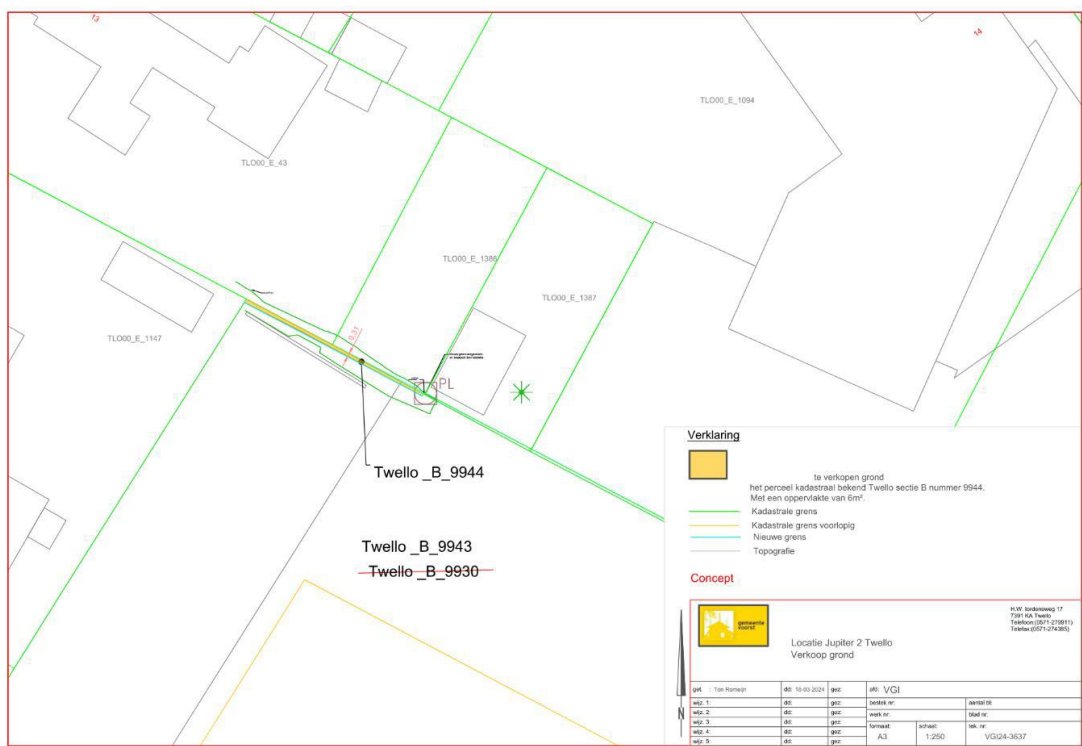 13
14
TLO00_E_1094
TLO00_E_43
TLO00_E_1386
TLO00_E_1387
TLO00_E_1147
0.31
PL
Twello _B_9944
Twello _B_9943
Twello _B_9930
Verklaring
te verkopen grond
het perceel kadastraal bekend Twello sectie B nummer 9944.
Met een oppervlakte van 6m².
Kadastrale grens
Kadastrale grens voorlopig
Nieuwe grens
Topografie
Concept
gemeente
voorst
H.W. Iordensweg 17
7391 KA Twello
Telefoon:(0571-279911)
Telefax:(0571-274385)
Locatie Jupiter 2 Twello
Verkoop grond
N
get. : Ton Romeijn dd: 19-03-2024 gez: afd: VGI
wijz. 1: dd: gez: bestek nr: aantal bl:
wijz. 2: dd: gez: werk nr: blad nr:
wijz. 3: dd: gez: formaat: schaal: tek. nr:
wijz. 4: dd: gez: A3 1:250 VGI24-3637
wijz. 5: dd: gez: